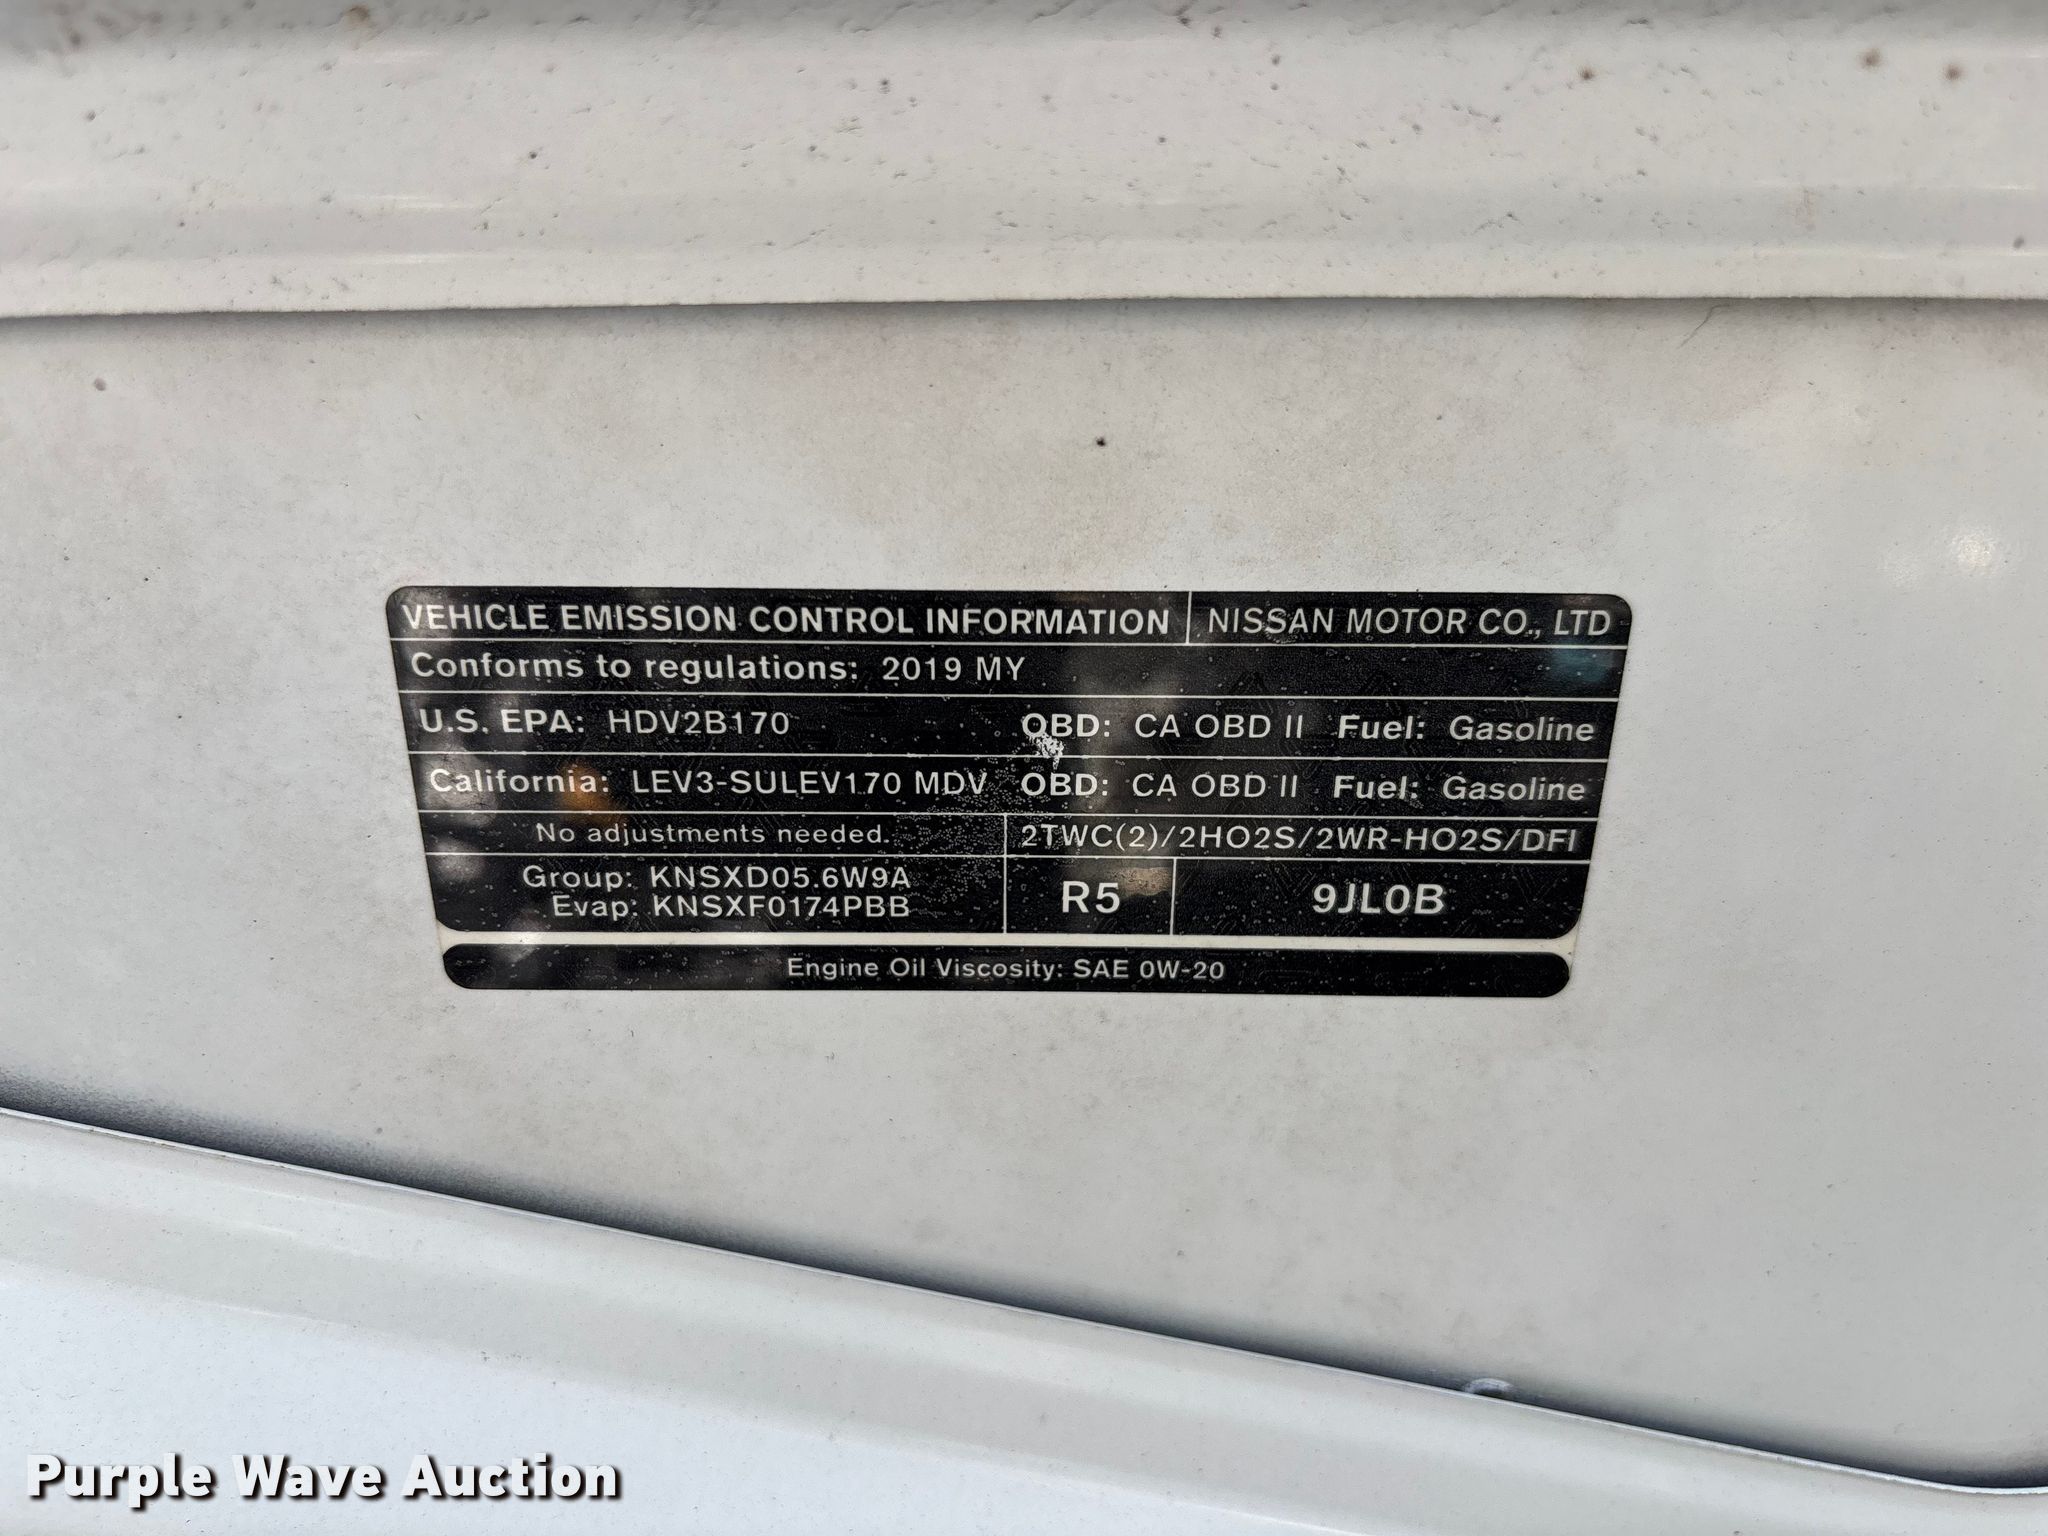 VEHICLE EMISSION CONTROL INFORMATION NISSAN MOTOR CO., LTD
Conforms to regulations: 2019 MY
U.S. EPA: HDV2B170 OBD: CA OBD II Fuel: Gasoline
California: LEV3-SULEV170 MDV OBD: CA OBD II Fuel: Gasoline
No adjustments needed. 2TWC(2)/2HO2S/2WR-HO2S/DFI
Group: KNSXD05.6W9A
Evap: KNSXF0174PBB
R5 9JL0B
Engine Oil Viscosity: SAE 0W-20
Purple Wave Auction